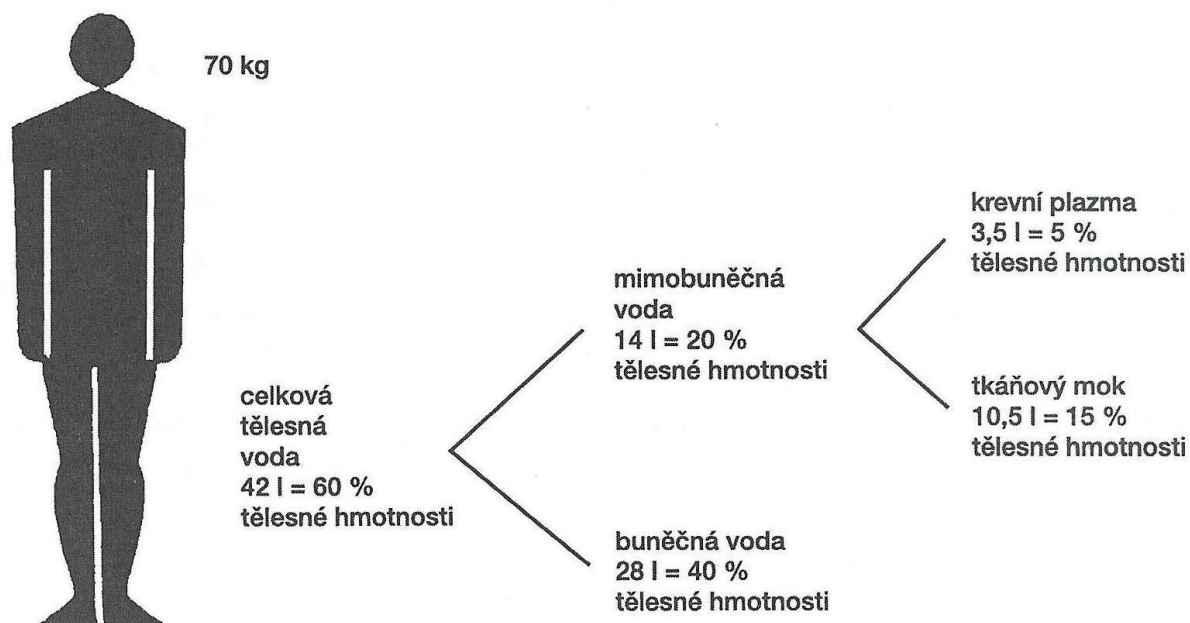 70 kg
celková
tělesná
voda
42 l = 60 %
tělesné hmotnosti
mimobuněčná
voda
14 l = 20 %
tělesné hmotnosti
buněčná voda
28 l = 40 %
tělesné hmotnosti
krevní plazma
3,5 l = 5 %
tělesné hmotnosti
tkáňový mok
10,5 l = 15 %
tělesné hmotnosti